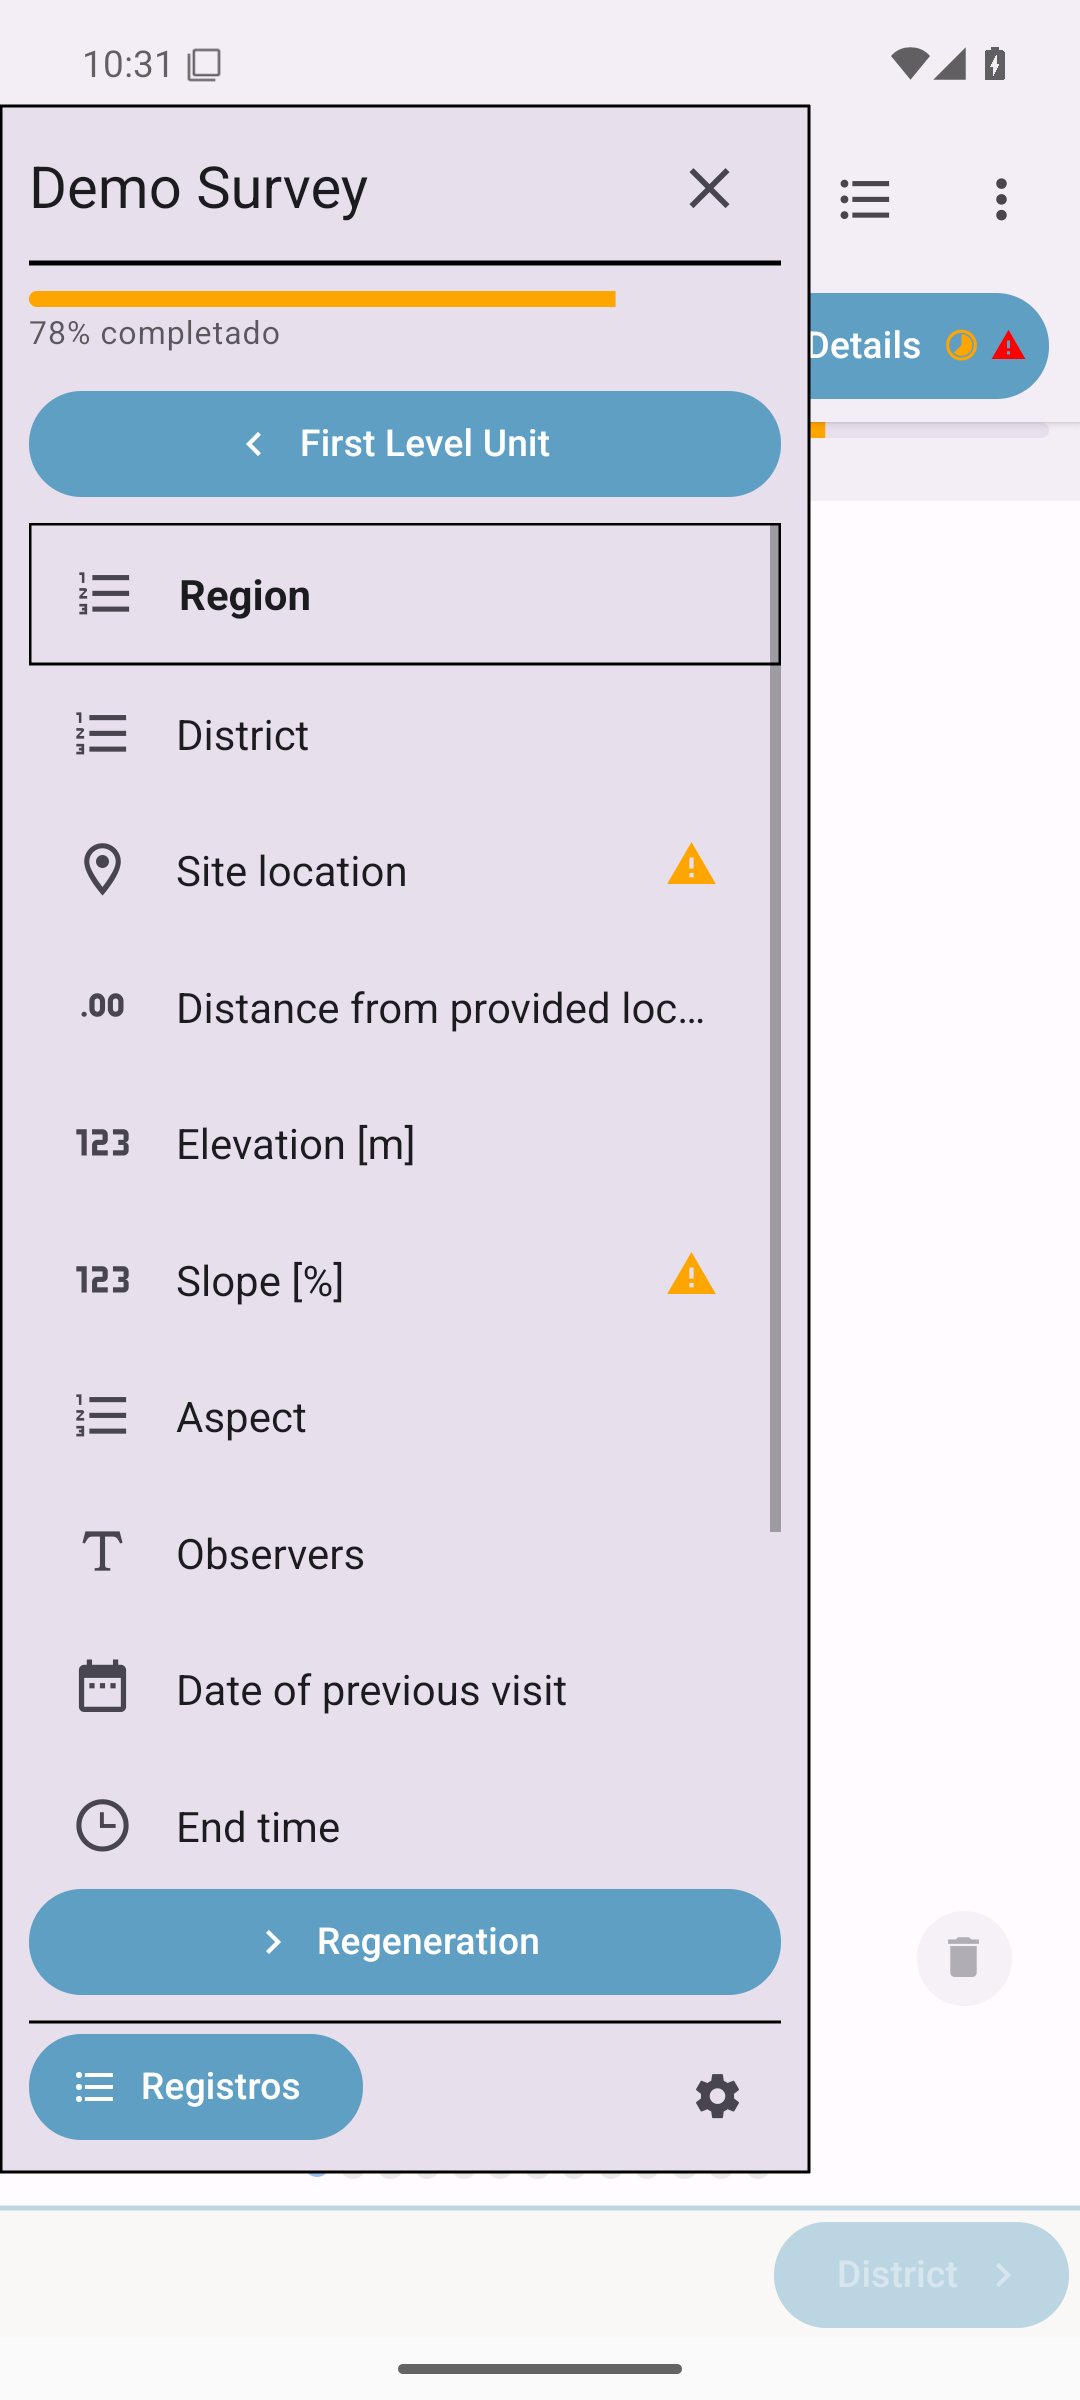 10:31
Demo Survey
78% completado
Details
First Level Unit
Region
District
Site location
.00 Distance from provided loc...
123 Elevation [m]
123 Slope [%]
Aspect
Observers
Date of previous visit
End time
Regeneration
Registros
District